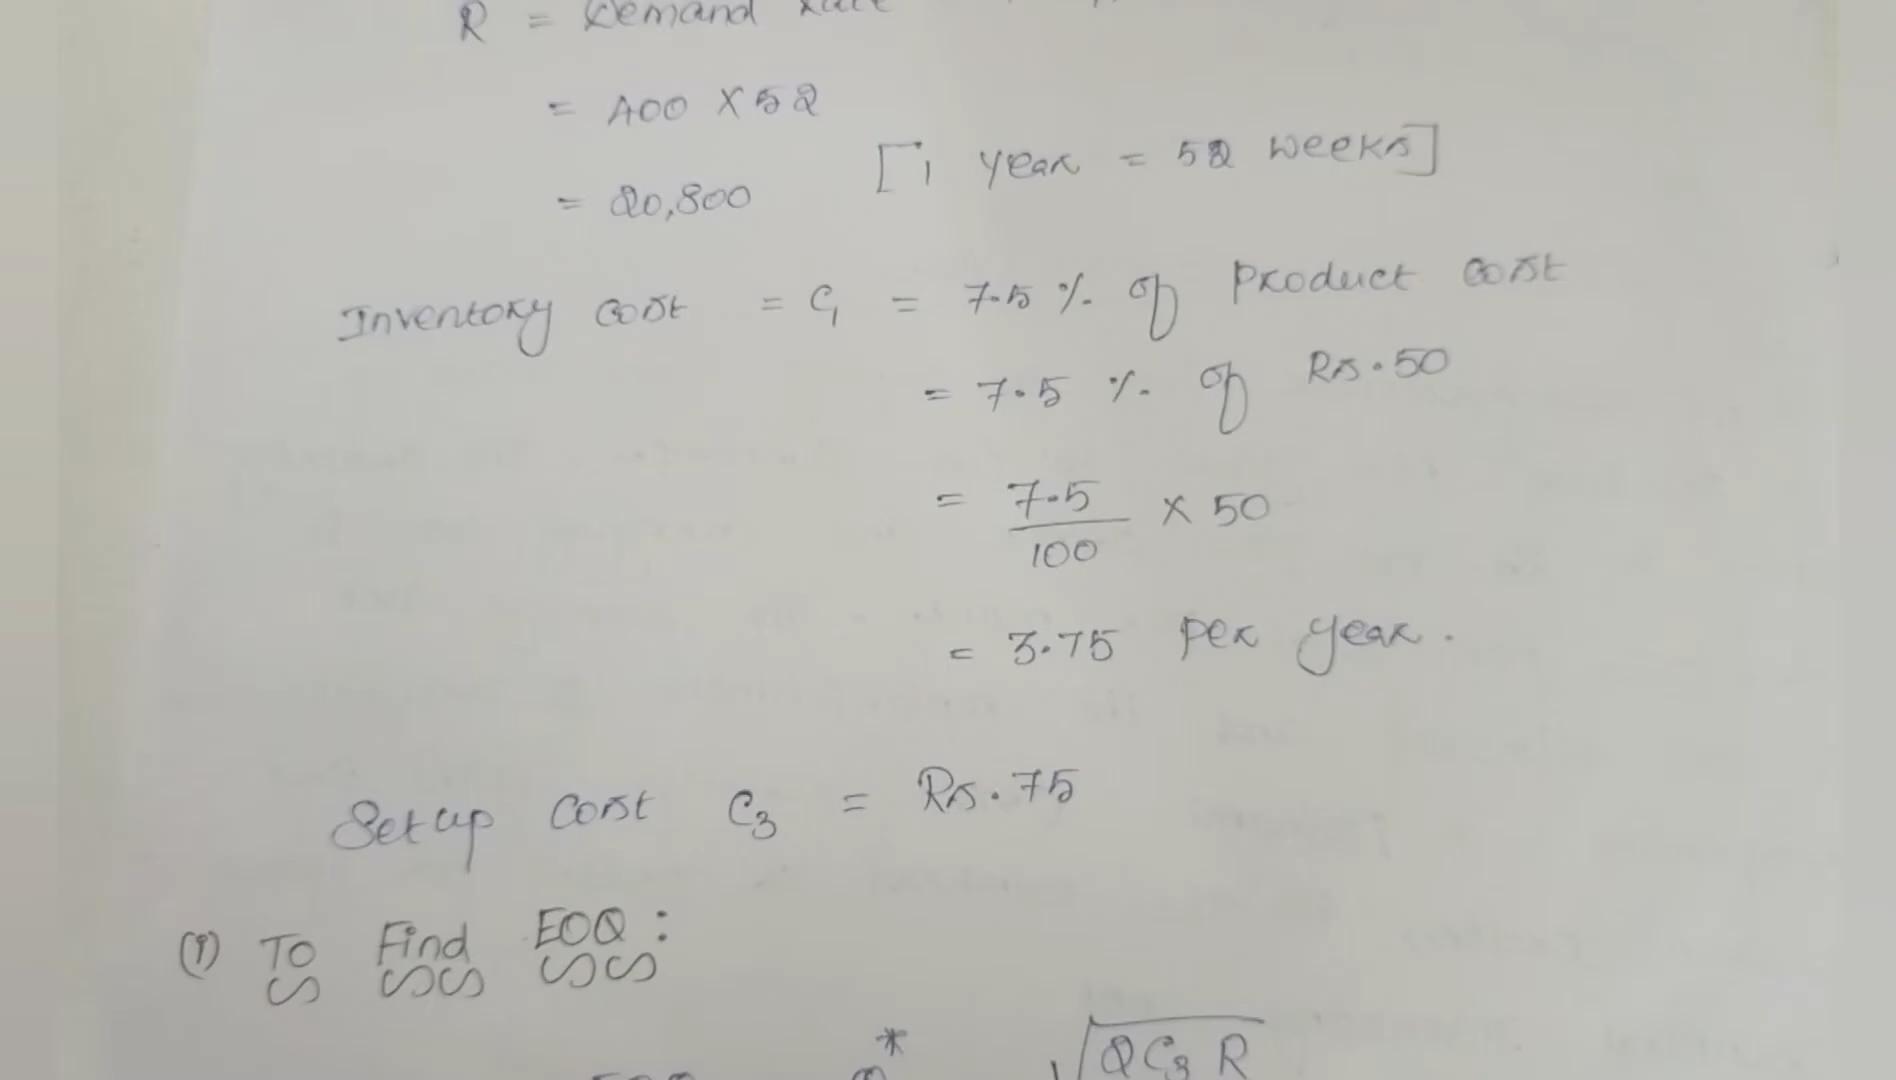 R = Demand
= 400 X 52
[1 year = 52 weeks]
= 20,800
Inventory cost = C1 = 7.5 % of Product cost
= 7.5 % of Rs. 50
= 7.5/100 X 50
= 3.75 Per year.
Setup Cost C3 = Rs. 75
(i) To Find EOQ :
√2C3 R